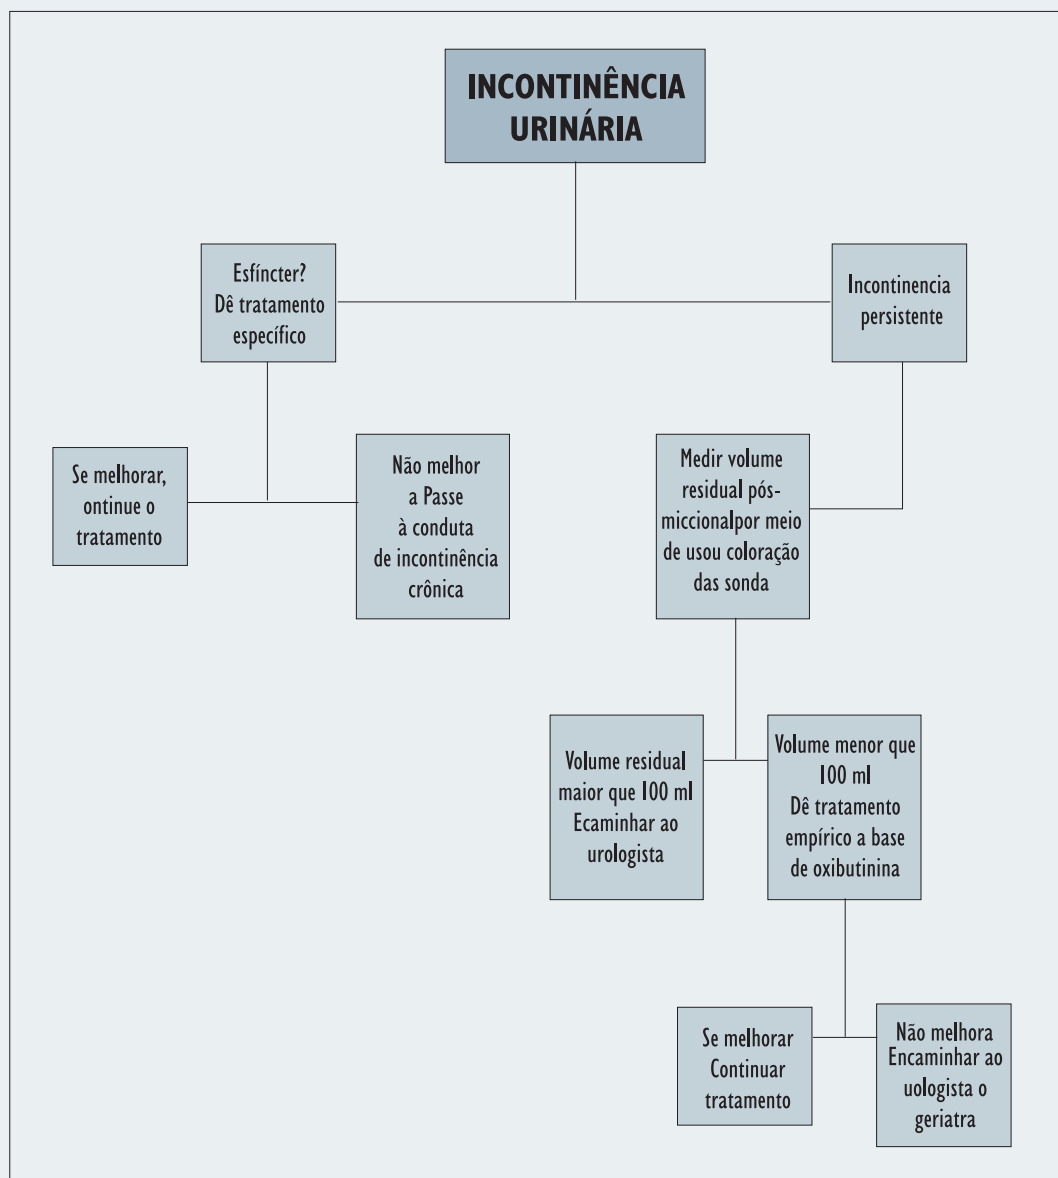 INCONTINÊNCIA
URINÁRIA
Esfíncter?
Dê tratamento
específico
Incontinencia
persistente
Se melhorar,
ontinue o
tratamento
Não melhor
a Passe
à conduta
de incontinência
crônica
Medir volume
residual pós-
miccionalpor meio
de usou coloração
das sonda
Volume residual
maior que 100 ml
Ecaminhar ao
urologista
Volume menor que
100 ml
Dê tratamento
empírico a base
de oxibutinina
Se melhorar
Continuar
tratamento
Não melhora
Encaminhar ao
uologista o
geriatra